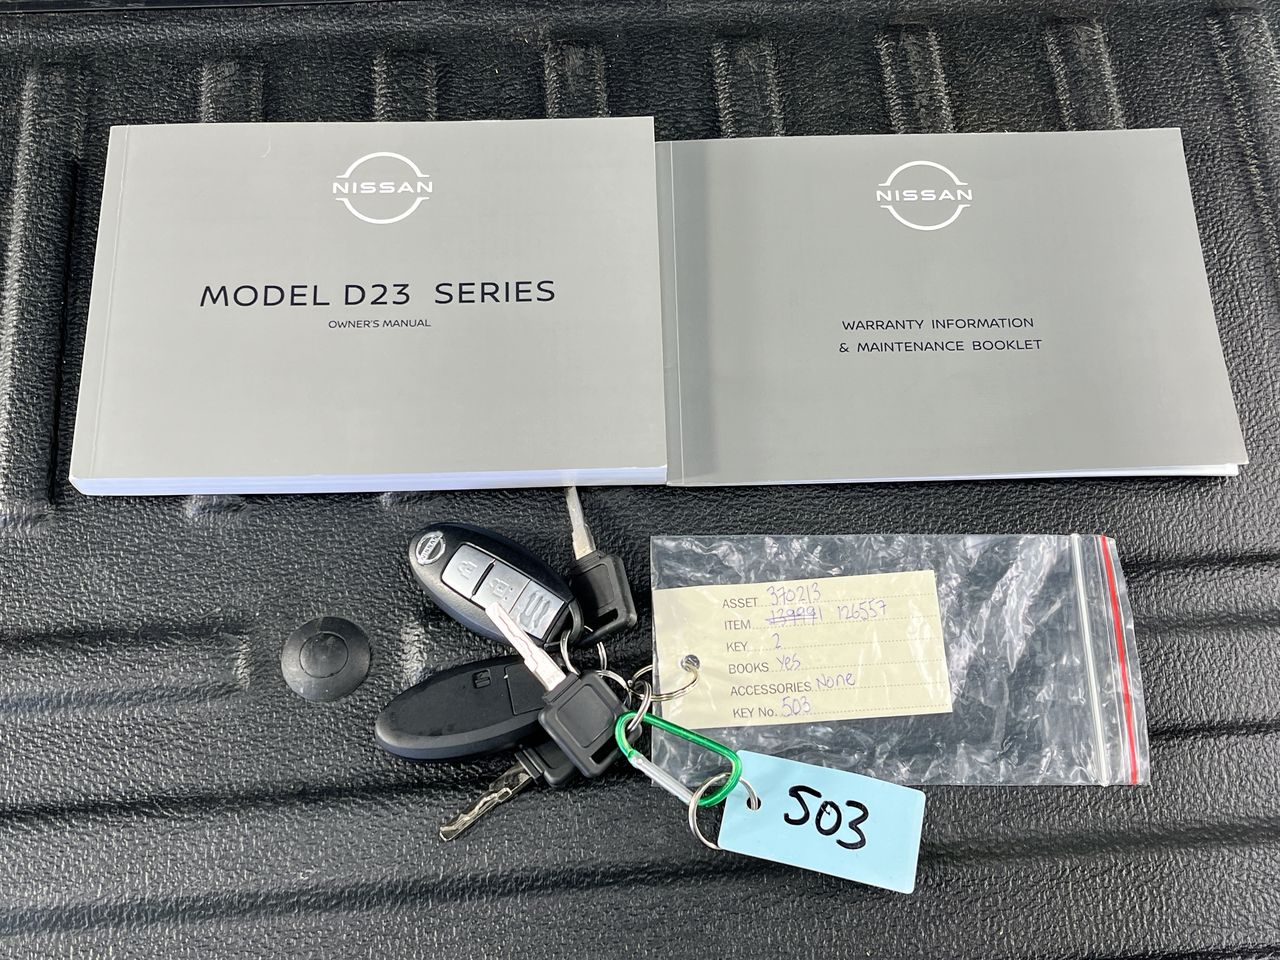 NISSAN
MODEL D23 SERIES
OWNER'S MANUAL
NISSAN
WARRANTY INFORMATION
& MAINTENANCE BOOKLET
ASSET 370213
ITEM 139991 126557
KEY 2
BOOKS Yes
ACCESSORIES None
KEY No. 503
503